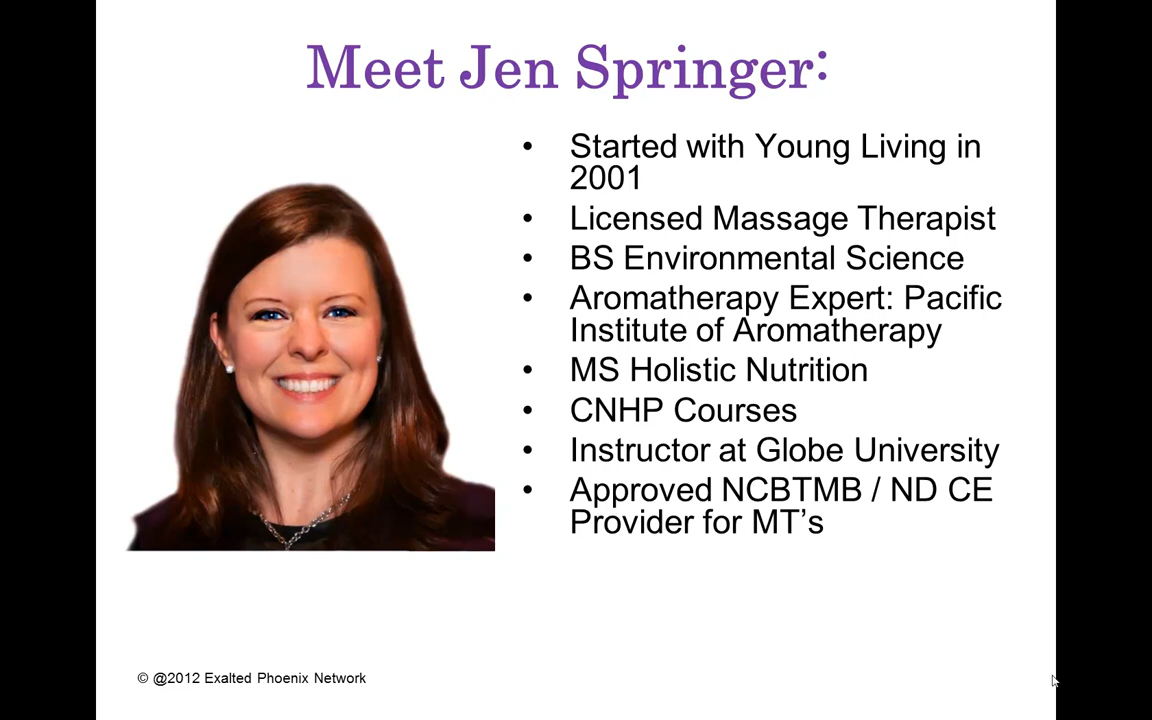 Meet Jen Springer:
• Started with Young Living in
2001
• Licensed Massage Therapist
• BS Environmental Science
• Aromatherapy Expert: Pacific
Institute of Aromatherapy
• MS Holistic Nutrition
• CNHP Courses
• Instructor at Globe University
• Approved NCBTMB / ND CE
Provider for MT’s
© @2012 Exalted Phoenix Network